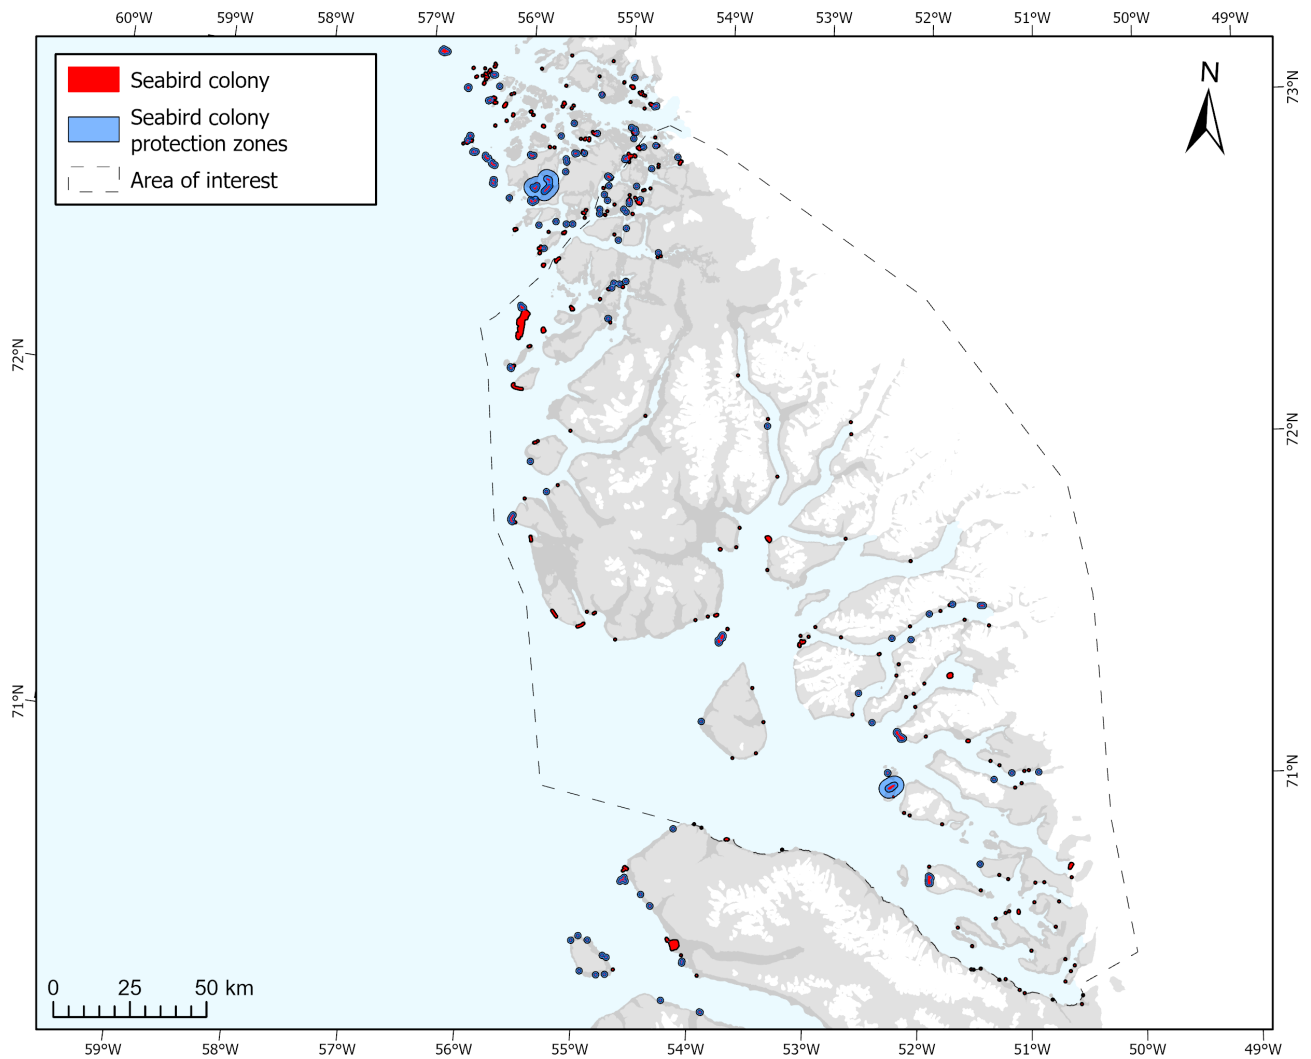 60°W 59°W 58°W 57°W 56°W 55°W 54°W 53°W 52°W 51°W 50°W 49°W
Seabird colony
Seabird colony
protection zones
Area of interest
N
73°N
72°N
72°N
71°N
71°N
0 25 50 km
59°W 58°W 57°W 56°W 55°W 54°W 53°W 52°W 51°W 50°W 49°W